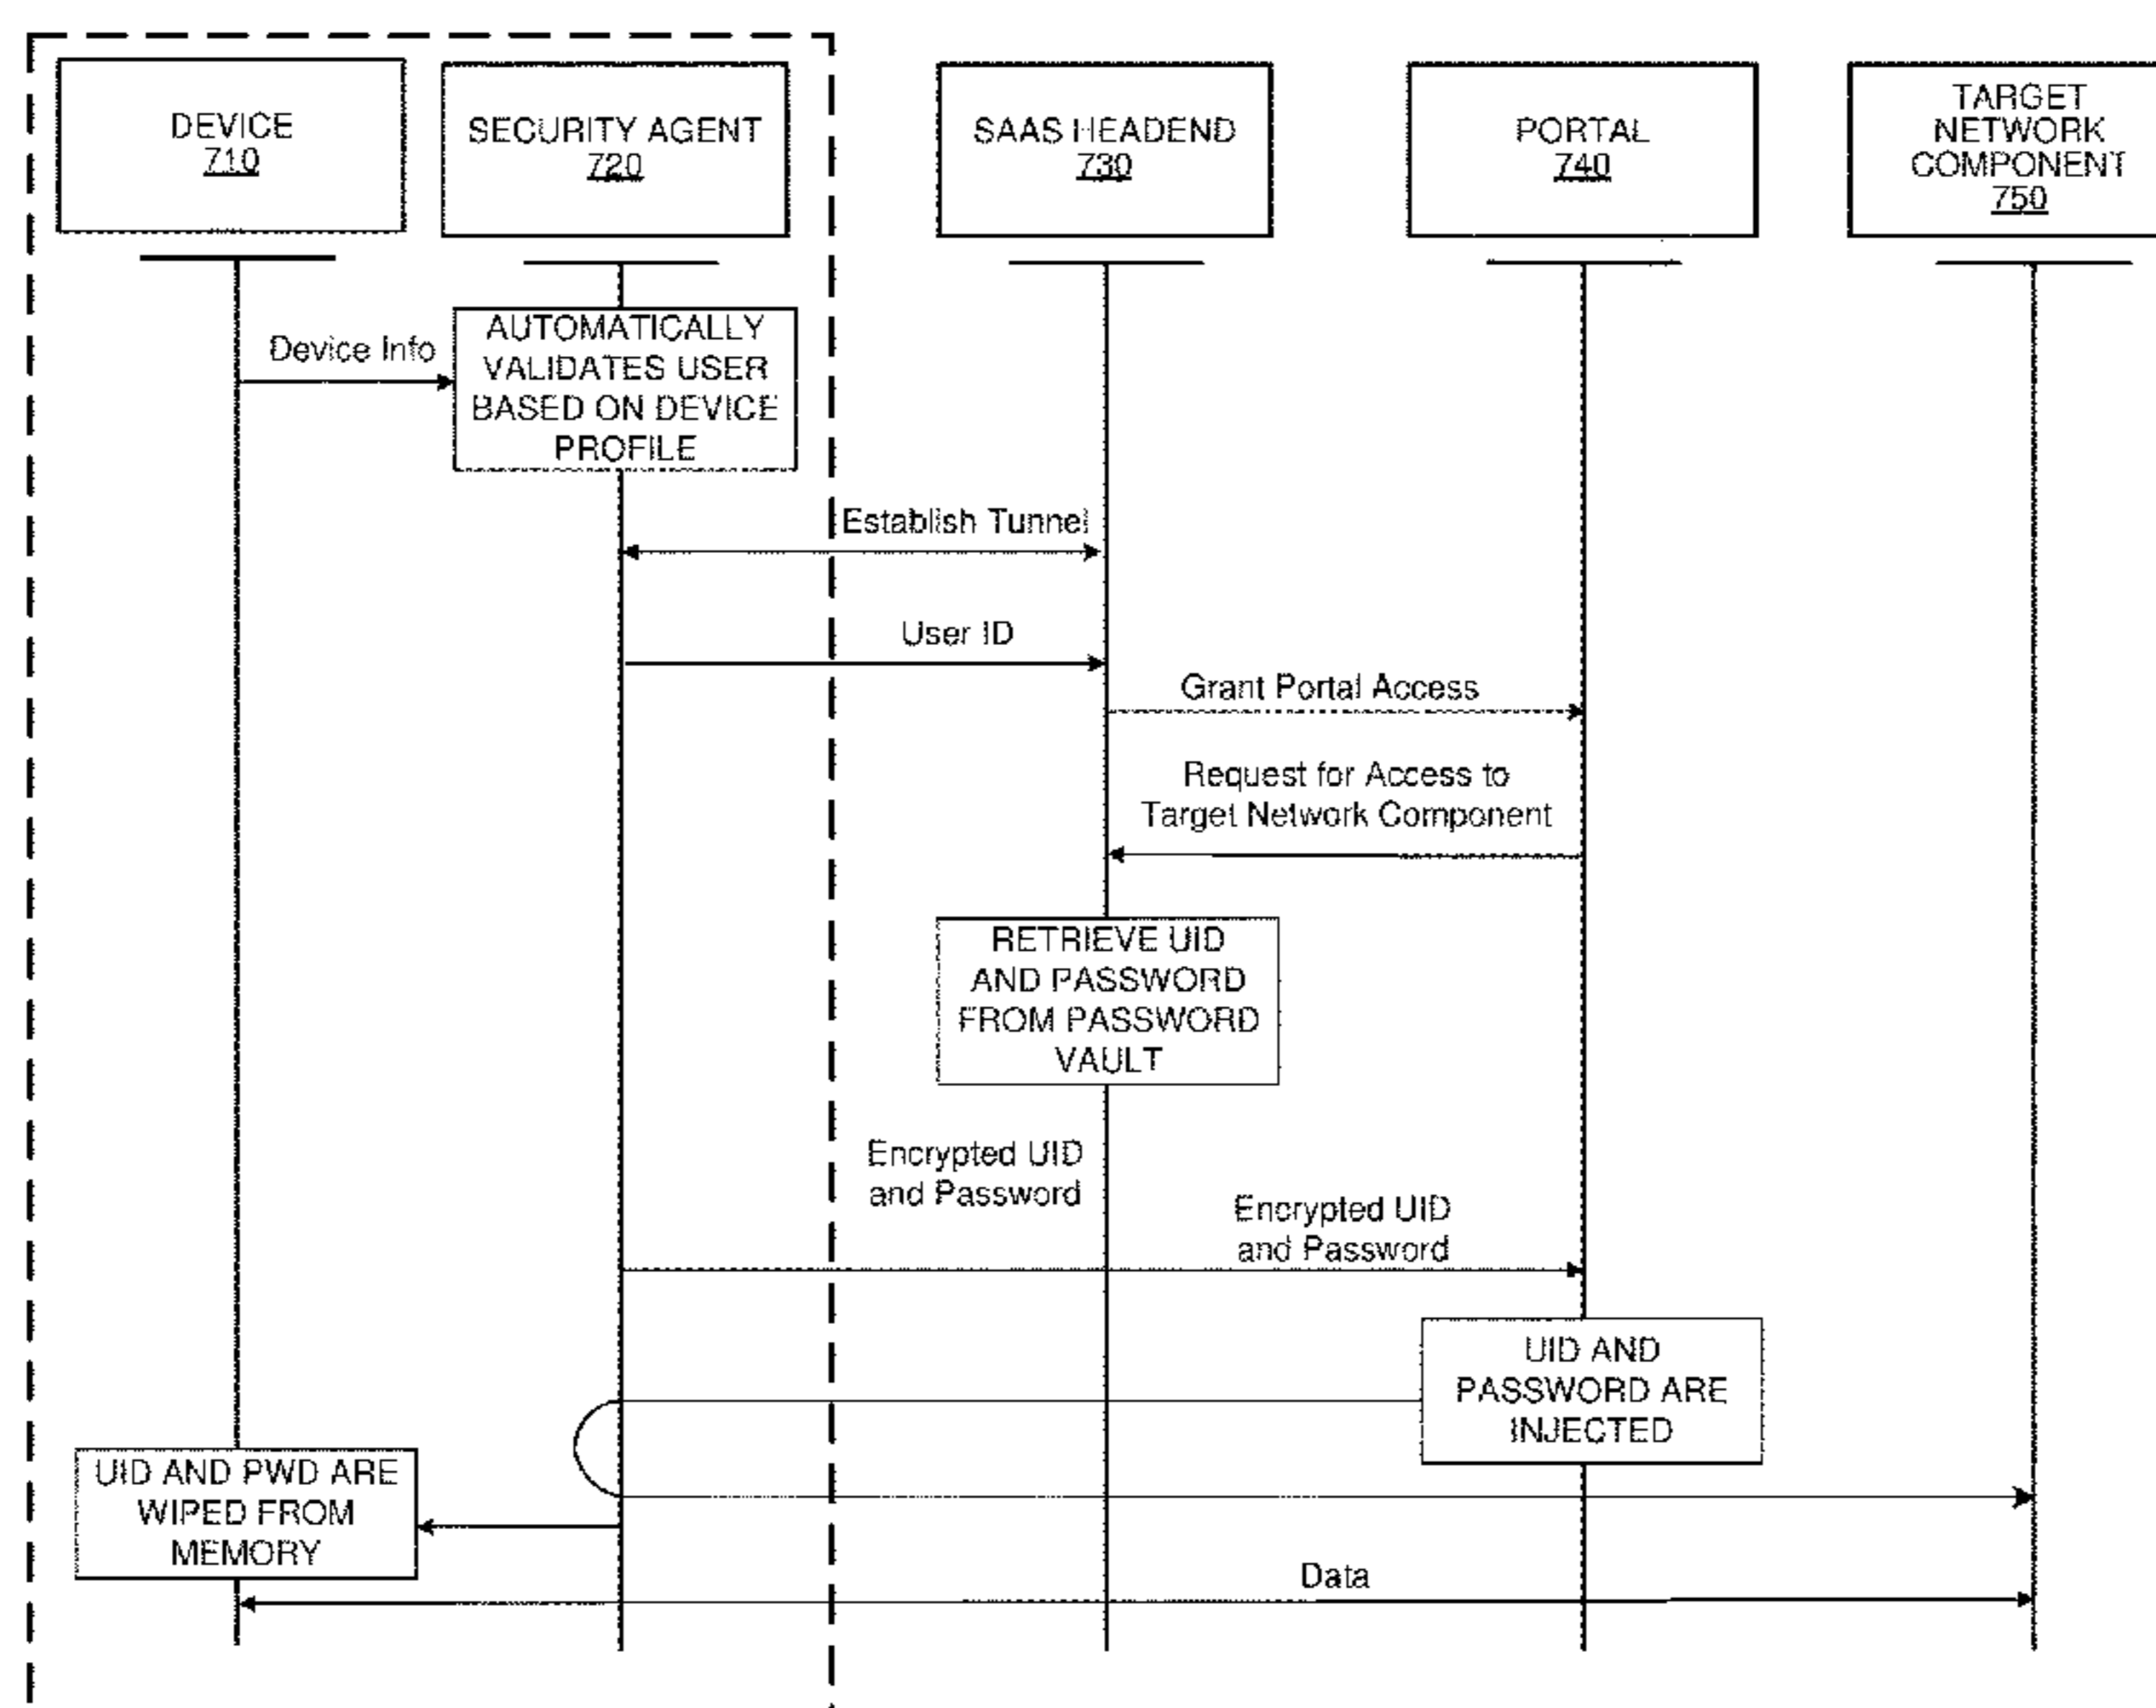 DEVICE
710
SECURITY AGENT
720
SAAS HEADEND
730
PORTAL
740
TARGET
NETWORK
COMPONENT
750
Device Info
AUTOMATICALLY
VALIDATES USER
BASED ON DEVICE
PROFILE
Establish Tunnel
User ID
Grant Portal Access
Request for Access to
Target Network Component
RETRIEVE UID
AND PASSWORD
FROM PASSWORD
VAULT
Encrypted UID
and Password
Encrypted UID
and Password
UID AND
PASSWORD ARE
INJECTED
UID AND PWD ARE
WIPED FROM
MEMORY
Data